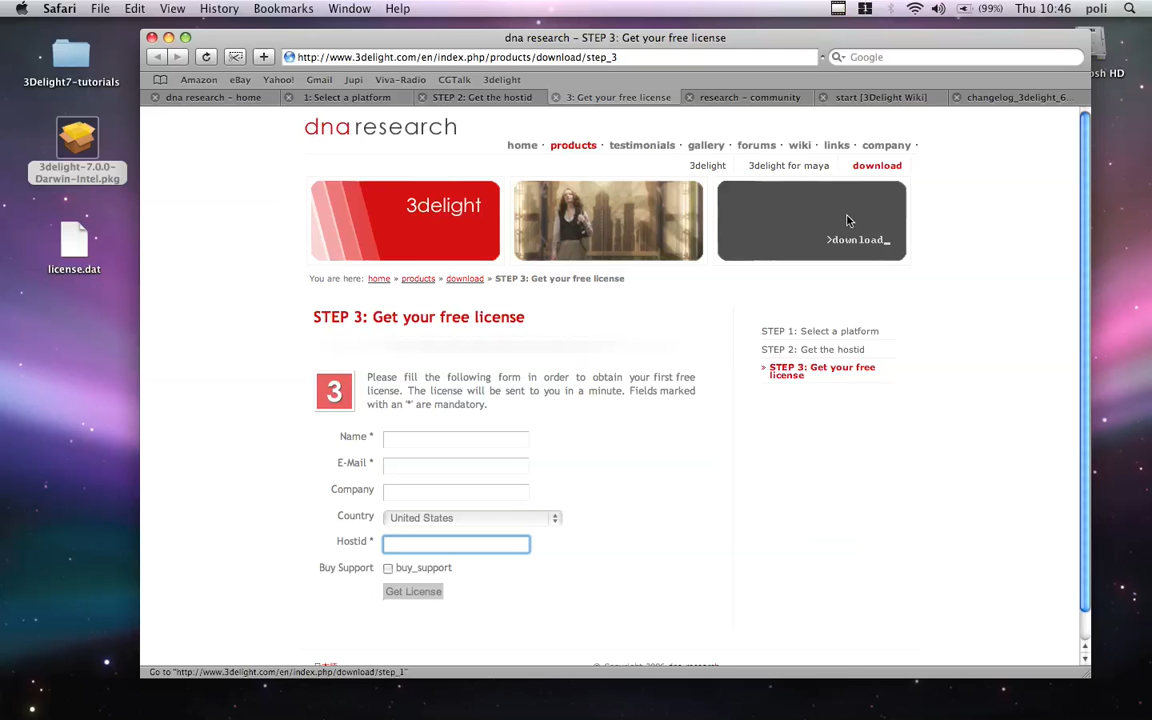 Safari File Edit View History Bookmarks Window Help (99%) Thu 10:46 poli
dna research – STEP 3: Get your free license
http://www.3delight.com/en/index.php/products/download/step_3 Google
Amazon eBay Yahoo! Gmail Jupi Viva-Radio CGTalk 3delight
dna research – home 1: Select a platform STEP 2: Get the hostid 3: Get your free license research – community start [3Delight Wiki] changelog_3delight_6...
3Delight7-tutorials
3delight-7.0.0-
Darwin-Intel.pkg
license.dat
osh HD
dna research
home products testimonials gallery forums wiki links company
3delight 3delight for maya download
3delight
>download_
You are here: home » products » download » STEP 3: Get your free license
STEP 3: Get your free license
3
Please fill the following form in order to obtain your first free
license. The license will be sent to you in a minute. Fields marked
with an '*' are mandatory.
Name *
E-Mail *
Company
Country United States
Hostid *
Buy Support buy_support
Get License
STEP 1: Select a platform
STEP 2: Get the hostid
» STEP 3: Get your free
license
Go to "http://www.3delight.com/en/index.php/download/step_1"